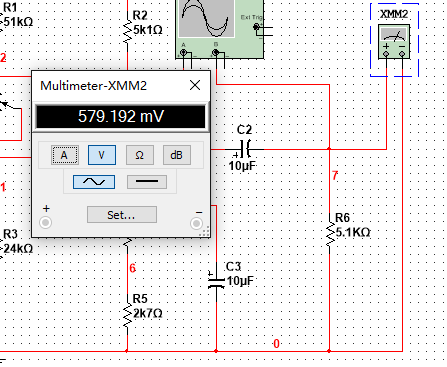 R1
51kΩ
R2
5k1Ω
Ext Trig
+
A
B
XMM2
2
Multimeter-XMM2
579.192 mV
A
V
Ω
dB
Set...
+
−
C2
10µF
7
1
R3
24kΩ
R6
5.1KΩ
6
C3
10µF
R5
2k7Ω
0